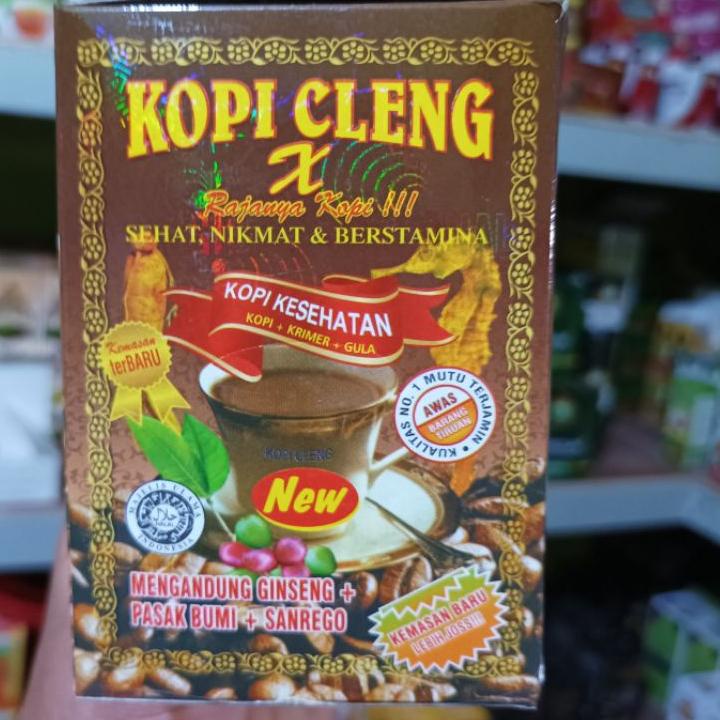 KOPI CLENG
X
Rajanya Kopi !!!
SEHAT, NIKMAT & BERSTAMINA
KOPI KESEHATAN
KOPI + KRIMER + GULA
Kemasan
terBARU
KUALITAS NO. 1 MUTU TERJAMIN
AWAS
BARANG
TIRUAN
KOPI CLENG
New
MAJELIS ULAMA
INDONESIA
MENGANDUNG GINSENG +
PASAK BUMI + SANREGO
KEMASAN BARU
LEBIH JOSS!!!